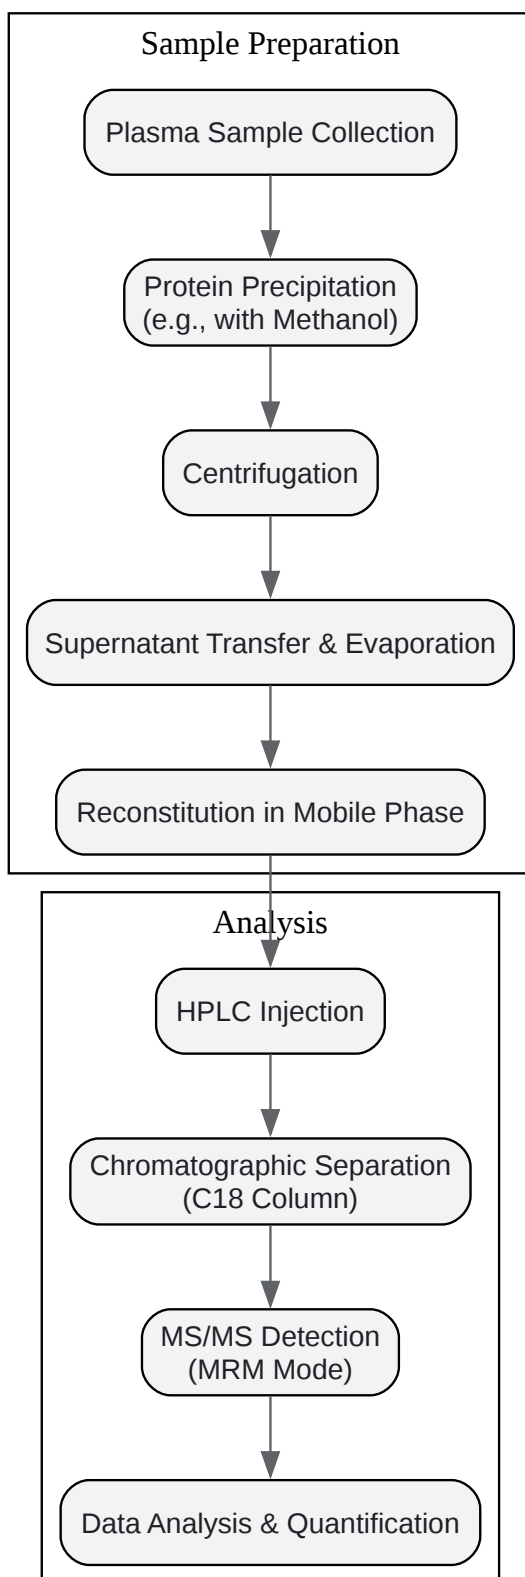 Sample Preparation
Plasma Sample Collection
Protein Precipitation
(e.g., with Methanol)
Centrifugation
Supernatant Transfer & Evaporation
Reconstitution in Mobile Phase
Analysis
HPLC Injection
Chromatographic Separation
(C18 Column)
MS/MS Detection
(MRM Mode)
Data Analysis & Quantification